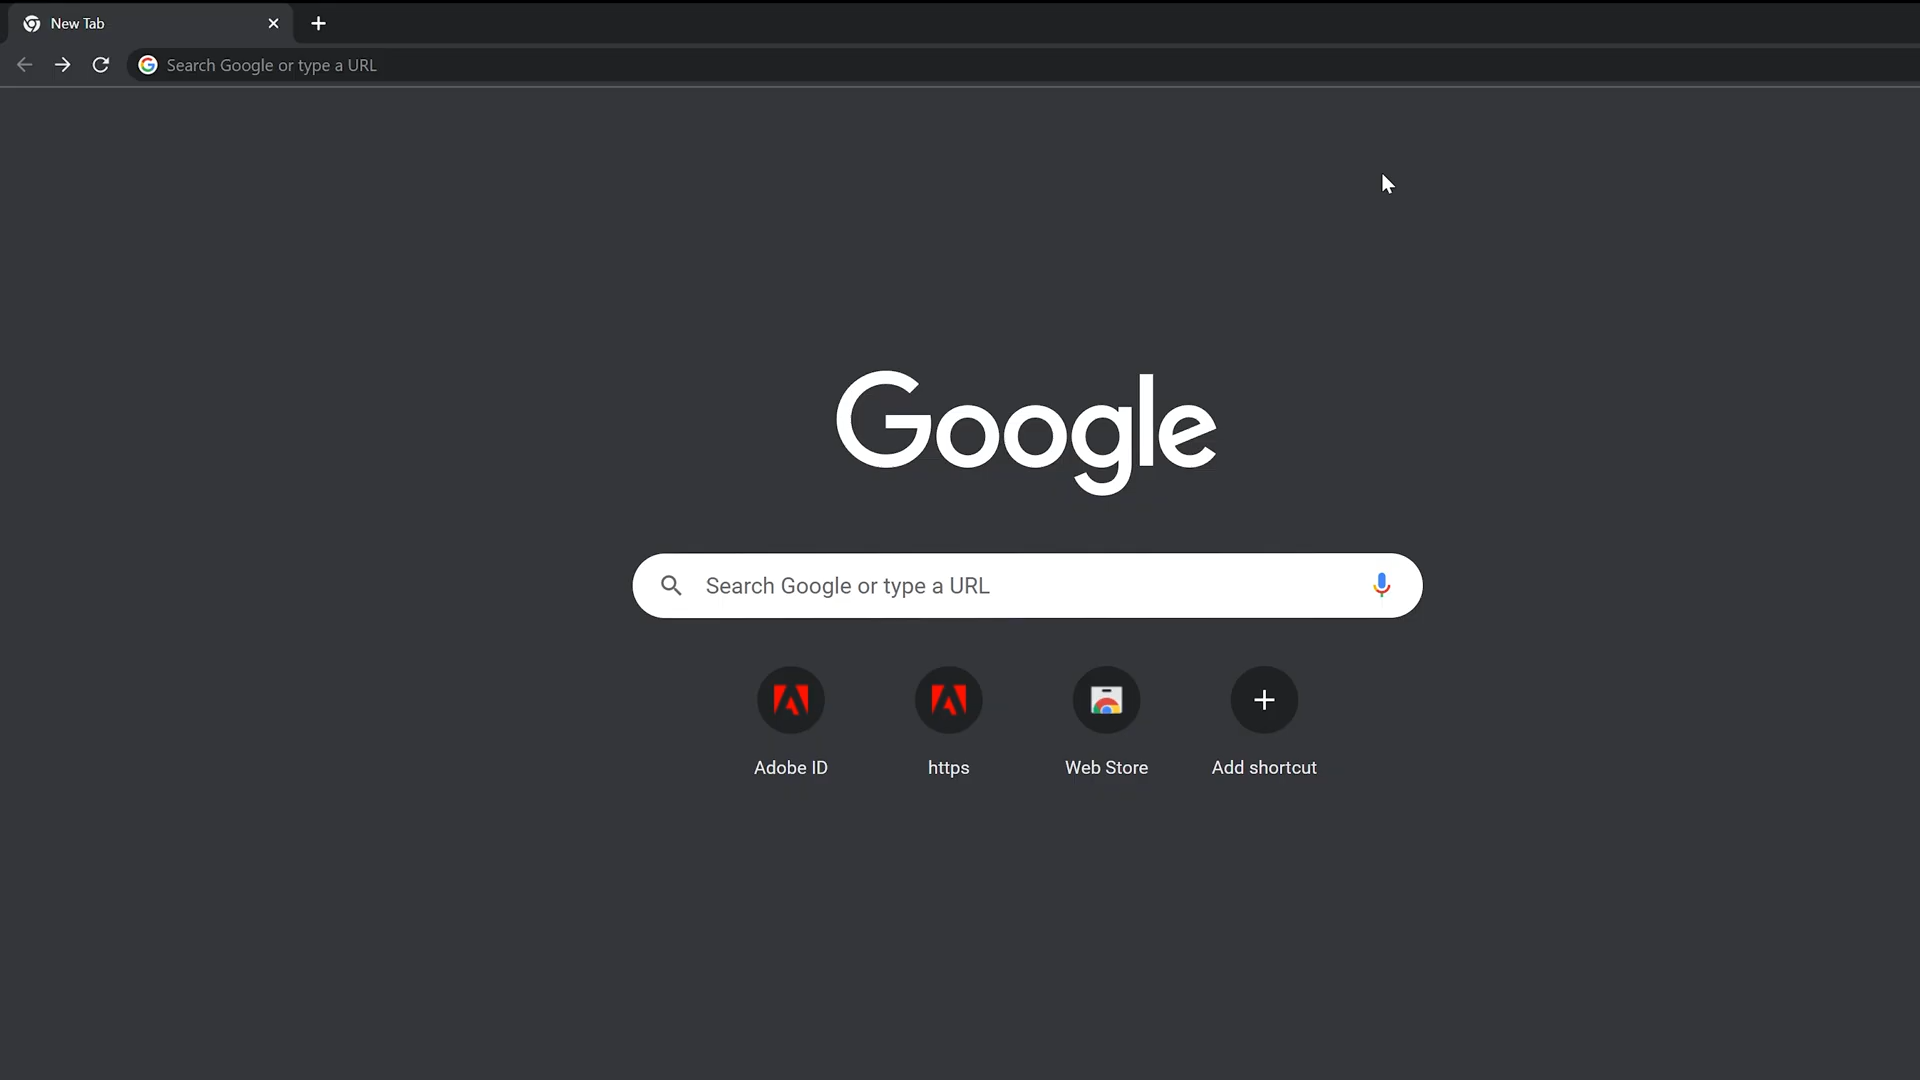 New Tab
Search Google or type a URL
Google
Search Google or type a URL
Adobe ID
https
Web Store
Add shortcut